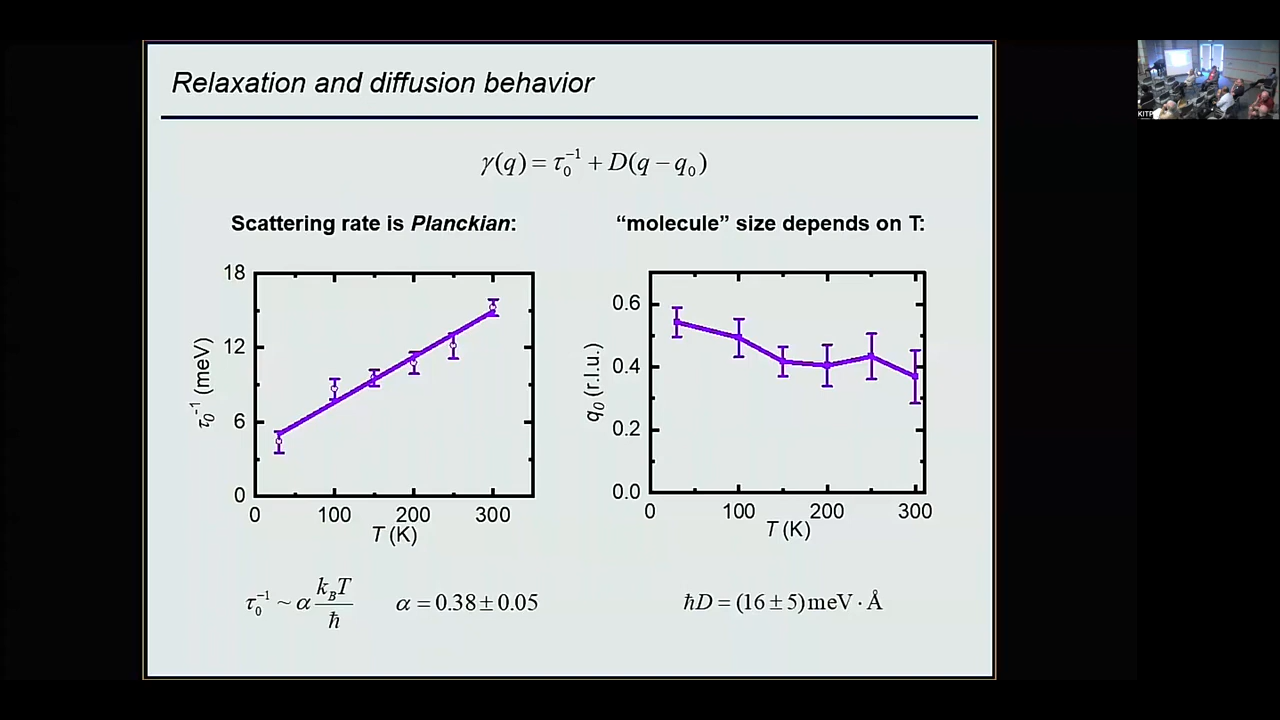 Relaxation and diffusion behavior
γ(q) = τ₀⁻¹ + D(q − q₀)
Scattering rate is Planckian:
18
12
6
0
τ₀⁻¹ (meV)
0 100 200 300
T (K)
τ₀⁻¹ ~ α k_BT/ħ α = 0.38 ± 0.05
“molecule” size depends on T:
0.6
0.4
0.2
0.0
q₀ (r.l.u.)
0 100 200 300
T (K)
ħD = (16 ± 5) meV · Å
KITP